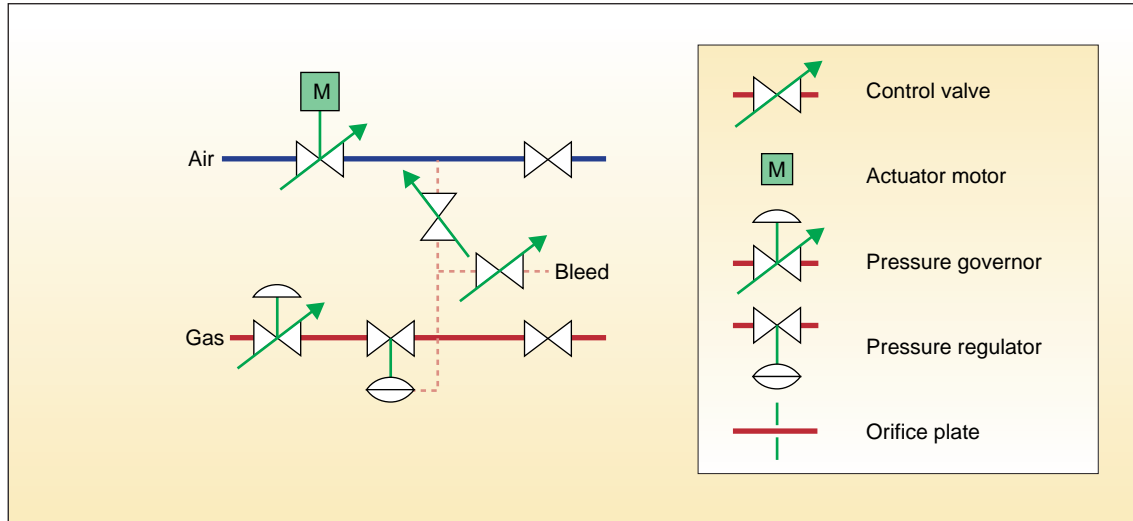 M
Air
Bleed
Gas
Control valve
M
Actuator motor
Pressure governor
Pressure regulator
Orifice plate